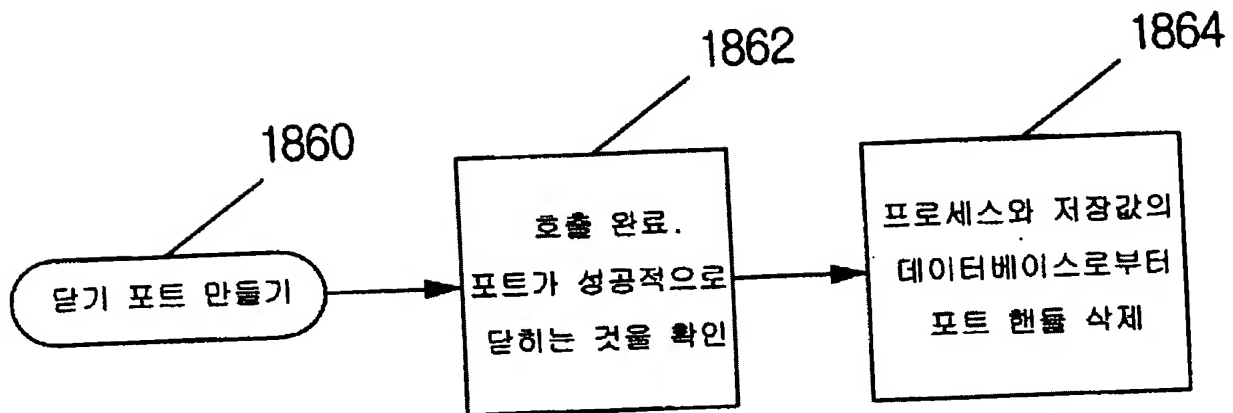 1860
닫기 포트 만들기
1862
호출 완료.
포트가 성공적으로
닫히는 것을 확인
1864
프로세스와 저장값의
데이터베이스로부터
포트 핸들 삭제